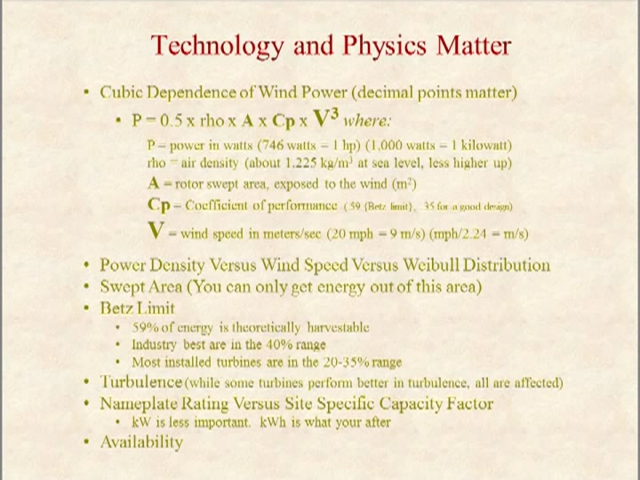 Technology and Physics Matter
• Cubic Dependence of Wind Power (decimal points matter)
• P = 0.5 x rho x A x Cp x V³ where:
P = power in watts (746 watts = 1 hp) (1,000 watts = 1 kilowatt)
rho = air density (about 1.225 kg/m³ at sea level, less higher up)
A = rotor swept area, exposed to the wind (m²)
Cp = Coefficient of performance (.59 {Betz limit}, .35 for a good design)
V = wind speed in meters/sec (20 mph = 9 m/s) (mph/2.24 = m/s)
• Power Density Versus Wind Speed Versus Weibull Distribution
• Swept Area (You can only get energy out of this area)
• Betz Limit
• 59% of energy is theoretically harvestable
• Industry best are in the 40% range
• Most installed turbines are in the 20-35% range
• Turbulence (while some turbines perform better in turbulence, all are affected)
• Nameplate Rating Versus Site Specific Capacity Factor
• kW is less important. kWh is what your after
• Availability